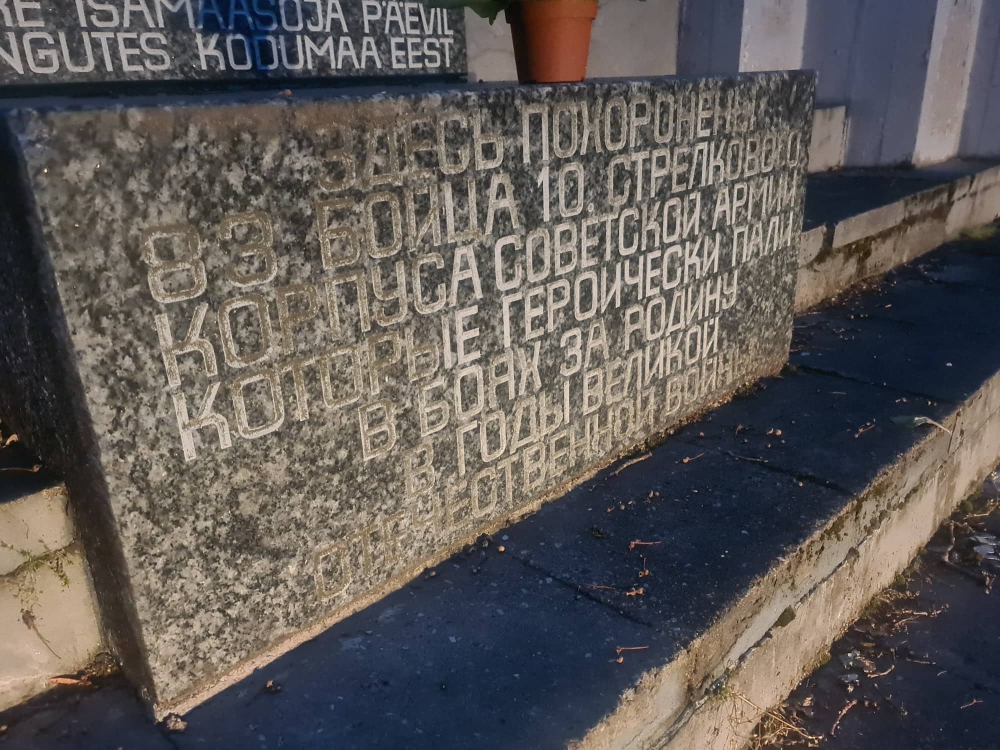 ISAMAASÕJA PÄEVIL
NGUTES KODUMAA EEST
ЗДЕСЬ ПОХОРОНЕНЫ
83 БОЙЦА 10. СТРЕЛКОВОГО
КОРПУСА СОВЕТСКОЙ АРМИИ
КОТОРЫЕ ГЕРОИЧЕСКИ ПАЛИ
В БОЯХ ЗА РОДИНУ
В ГОДЫ ВЕЛИКОЙ
ОТЕЧЕСТВЕННОЙ ВОЙНЫ